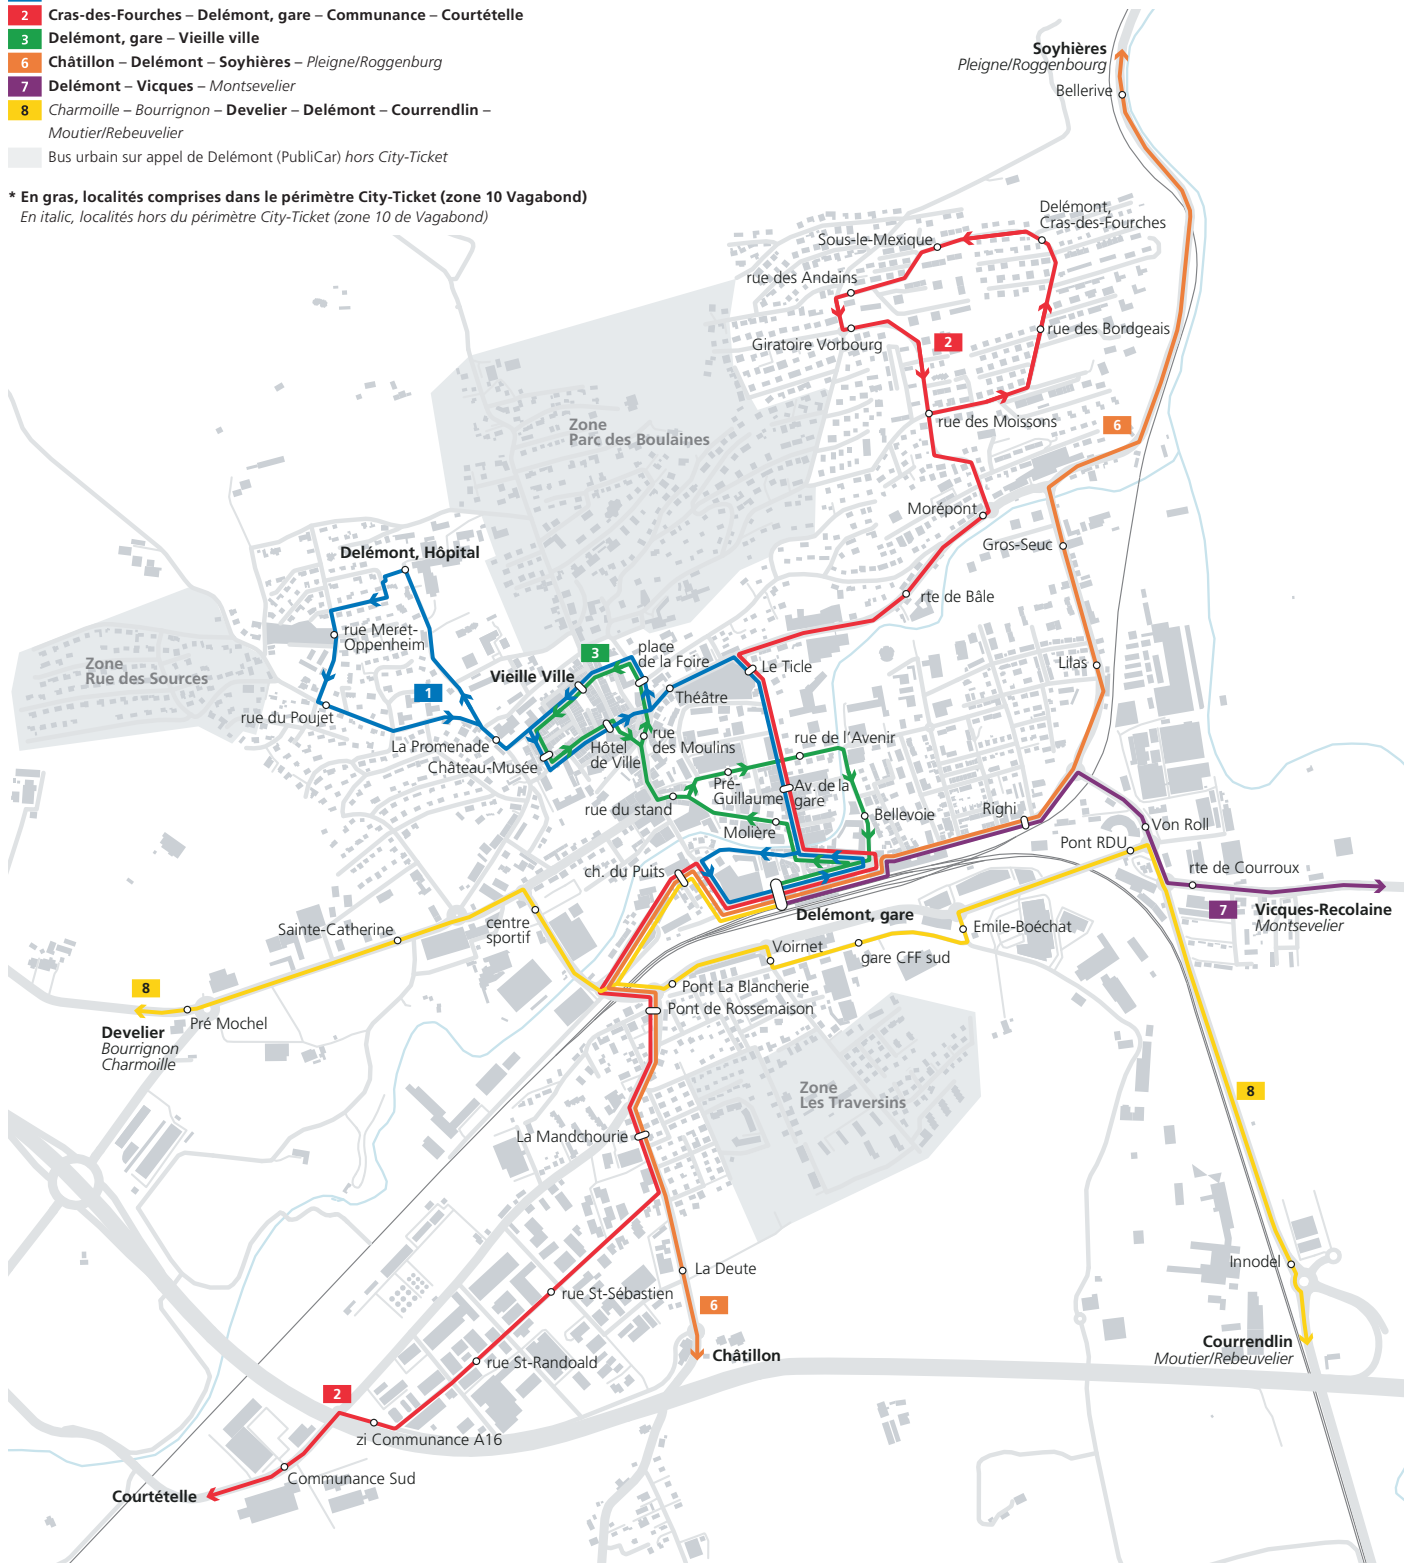 2 Cras-des-Fourches – Delémont, gare – Communance – Courtételle
3 Delémont, gare – Vieille ville
6 Châtillon – Delémont – Soyhières – Pleigne/Roggenburg
7 Delémont – Vicques – Montsevelier
8 Charmoille – Bourrignon – Develier – Delémont – Courrendlin –
Moutier/Rebeuvelier
Bus urbain sur appel de Delémont (PubliCar) hors City-Ticket
* En gras, localités comprises dans le périmètre City-Ticket (zone 10 Vagabond)
En italic, localités hors du périmètre City-Ticket (zone 10 de Vagabond)
Soyhières
Pleigne/Roggenbourg
Bellerive
Delémont,
Cras-des-Fourches
Sous-le-Mexique
rue des Andains
rue des Bordgeais
Giratoire Vorbourg
2
rue des Moissons
6
Zone
Parc des Boulaines
Morépont
Gros-Seuc
Delémont, Hôpital
rte de Bâle
rue Meret-
Oppenheim
Zone
Rue des Sources
3
place
de la Foire
Le Ticle
Lilas
Vieille Ville
1
Théâtre
rue du Poujet
La Promenade
Château-Musée
Hôtel
de Ville
rue
des Moulins
rue de l'Avenir
Pré-
Guillaume
Av. de la
gare
rue du stand
Molière
Bellevoie
Righi
Von Roll
Pont RDU
ch. du Puits
rte de Courroux
7
Vicques-Recolaine
Montsevelier
Delémont, gare
centre
sportif
Sainte-Catherine
Emile-Boéchat
Voirnet
gare CFF sud
8
Pont La Blancherie
Pré Mochel
Pont de Rossemaison
Develier
Bourrignon
Charmoille
Zone
Les Traversins
8
La Mandchourie
Innodel
La Deute
rue St-Sébastien
6
Courrendlin
Moutier/Rebeuvelier
Châtillon
rue St-Randoald
2
zi Communance A16
Communance Sud
Courtételle